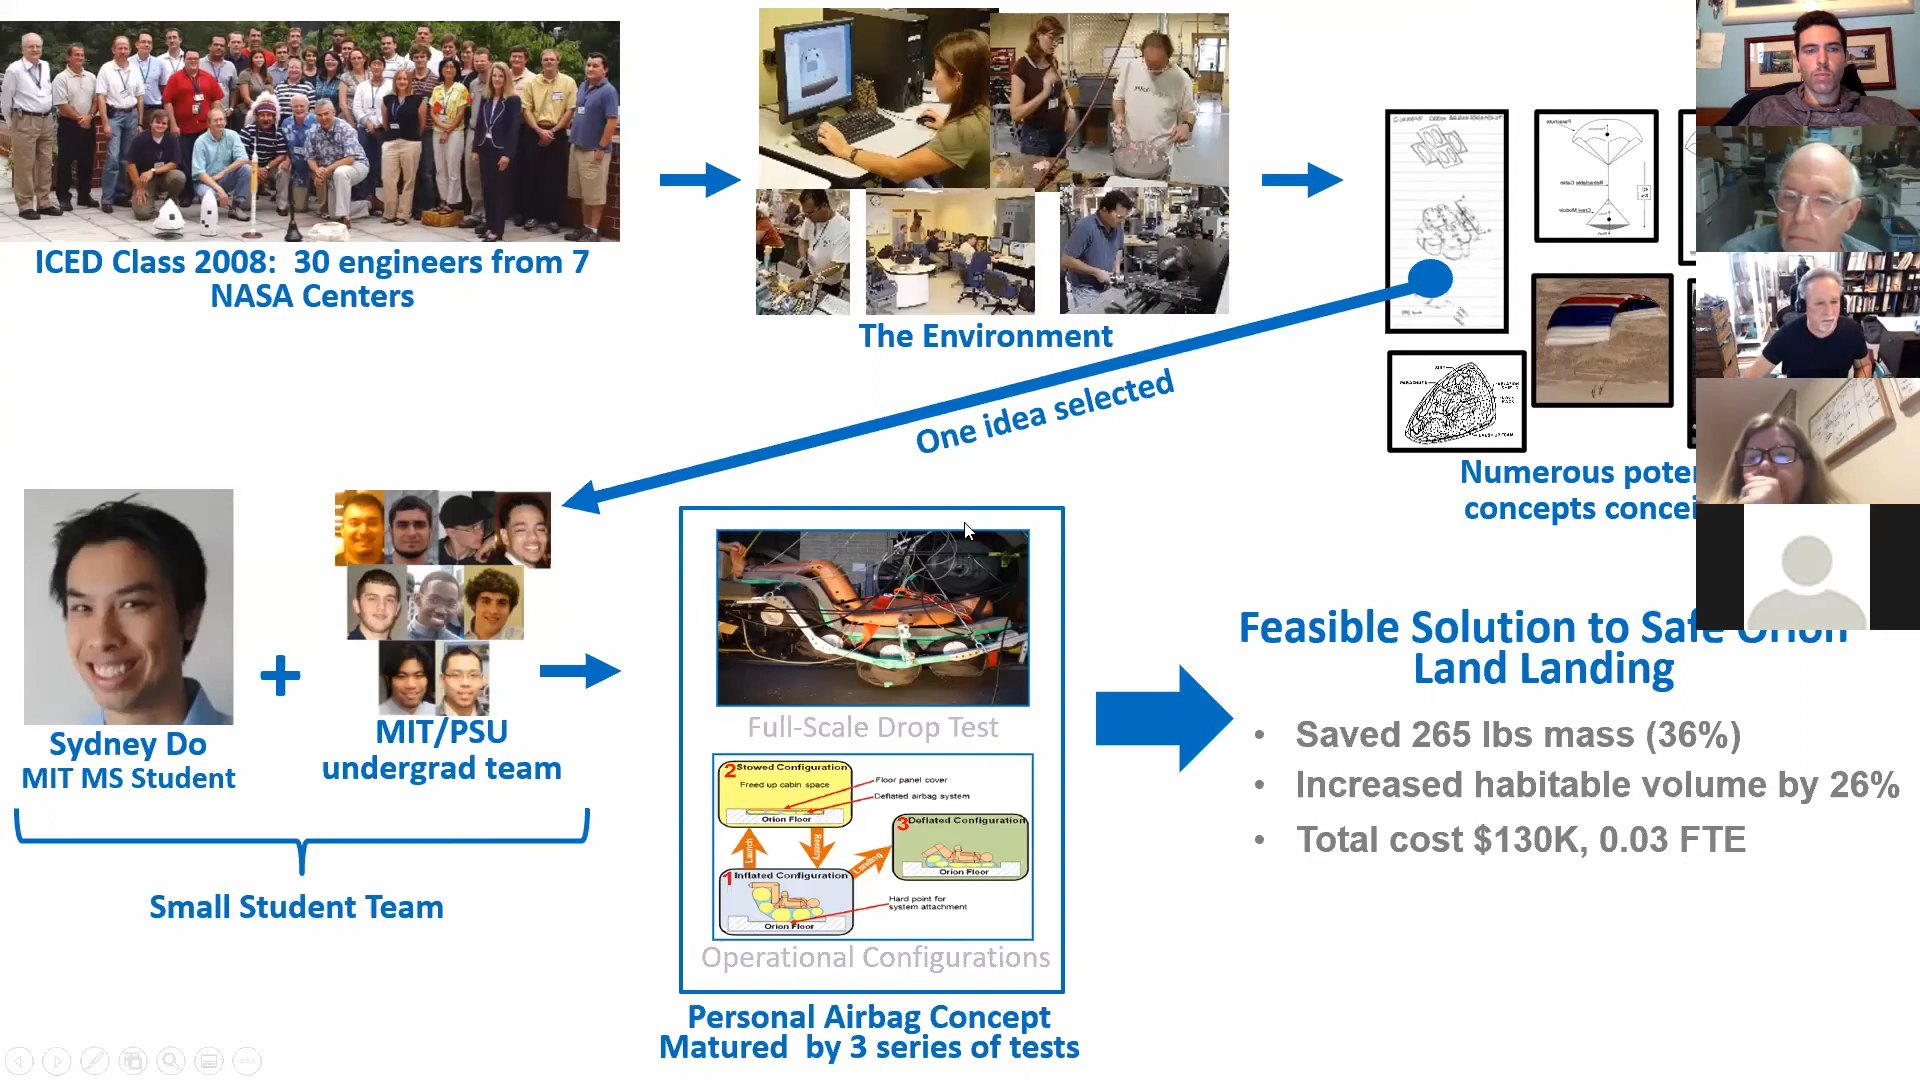 ICED Class 2008:  30 engineers from 7
NASA Centers
The Environment
One idea selected
Numerous poten
concepts concei
Sydney Do
MIT MS Student
MIT/PSU
undergrad team
Small Student Team
Full-Scale Drop Test
2 Stowed Configuration
Freed up cabin space
Floor panel cover
Deflated airbag system
Orion Floor
Launch
Reentry
Landing
3 Deflated Configuration
Orion Floor
1 Inflated Configuration
Hard point for
system attachment
Orion Floor
Operational Configurations
Personal Airbag Concept
Matured  by 3 series of tests
Feasible Solution to Safe Orion
Land Landing
• Saved 265 lbs mass (36%)
• Increased habitable volume by 26%
• Total cost $130K, 0.03 FTE